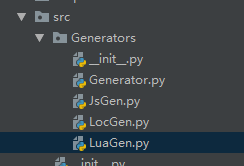 src
Generators
__init__.py
Generator.py
JsGen.py
LocGen.py
LuaGen.py
__init__.py